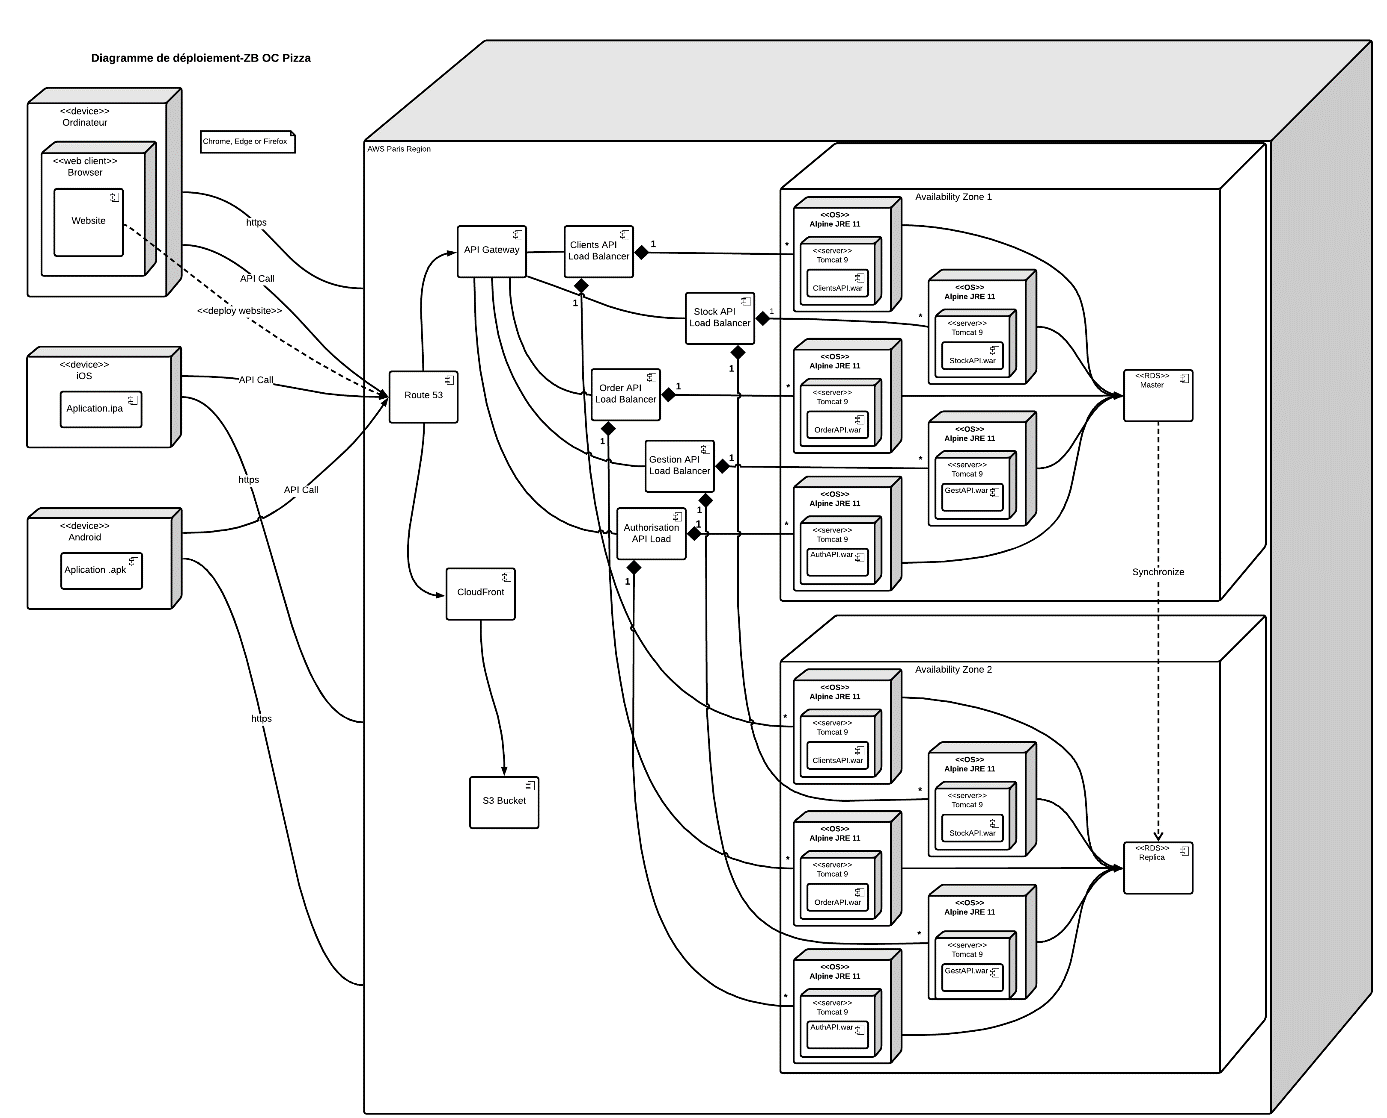 Diagramme de déploiement-ZB OC Pizza
<<device>>
Ordinateur
<<web client>>
Browser
Website
Chrome, Edge or Firefox
https
API Call
<<deploy website>>
<<device>>
iOS
Aplication.ipa
API Call
https
API Call
<<device>>
Android
Aplication .apk
https
AWS Paris Region
Route 53
API Gateway
CloudFront
S3 Bucket
Clients API
Load Balancer
1
1
Stock API
Load Balancer
1
1
Order API
Load Balancer
1
1
Gestion API
Load Balancer
1
1
Authorisation
API Load
1
1
Availability Zone 1
*
<<OS>>
Alpine JRE 11
<<server>>
Tomcat 9
ClientsAPI.war
*
<<OS>>
Alpine JRE 11
<<server>>
Tomcat 9
StockAPI.war
*
<<OS>>
Alpine JRE 11
<<server>>
Tomcat 9
OrderAPI.war
*
<<OS>>
Alpine JRE 11
<<server>>
Tomcat 9
GestAPI.war
*
<<OS>>
Alpine JRE 11
<<server>>
Tomcat 9
AuthAPI.war
<<RDS>>
Master
Synchronize
Availability Zone 2
*
<<OS>>
Alpine JRE 11
<<server>>
Tomcat 9
ClientsAPI.war
*
<<OS>>
Alpine JRE 11
<<server>>
Tomcat 9
StockAPI.war
*
<<OS>>
Alpine JRE 11
<<server>>
Tomcat 9
OrderAPI.war
*
<<OS>>
Alpine JRE 11
<<server>>
Tomcat 9
GestAPI.war
*
<<OS>>
Alpine JRE 11
<<server>>
Tomcat 9
AuthAPI.war
<<RDS>>
Replica